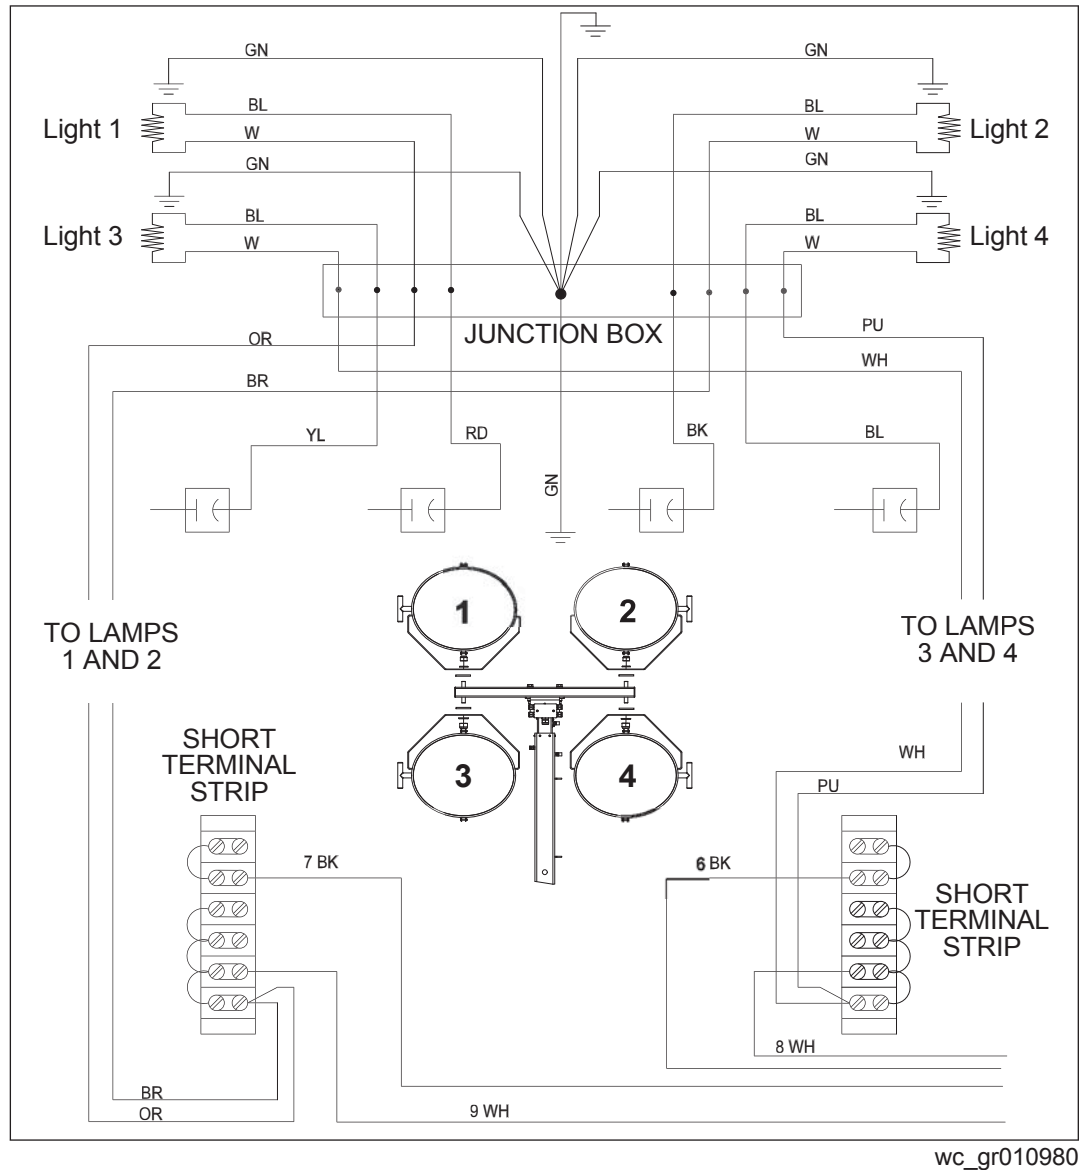 GN
GN
BL
BL
Light 1
Light 2
W
W
GN
GN
BL
BL
Light 3
Light 4
W
W
JUNCTION BOX
PU
OR
WH
BR
YL
RD
BK
BL
GN
1
2
TO LAMPS
1 AND 2
TO LAMPS
3 AND 4
3
4
SHORT
TERMINAL
STRIP
WH
PU
7 BK
6 BK
SHORT
TERMINAL
STRIP
8 WH
BR
OR
9 WH
wc_gr010980